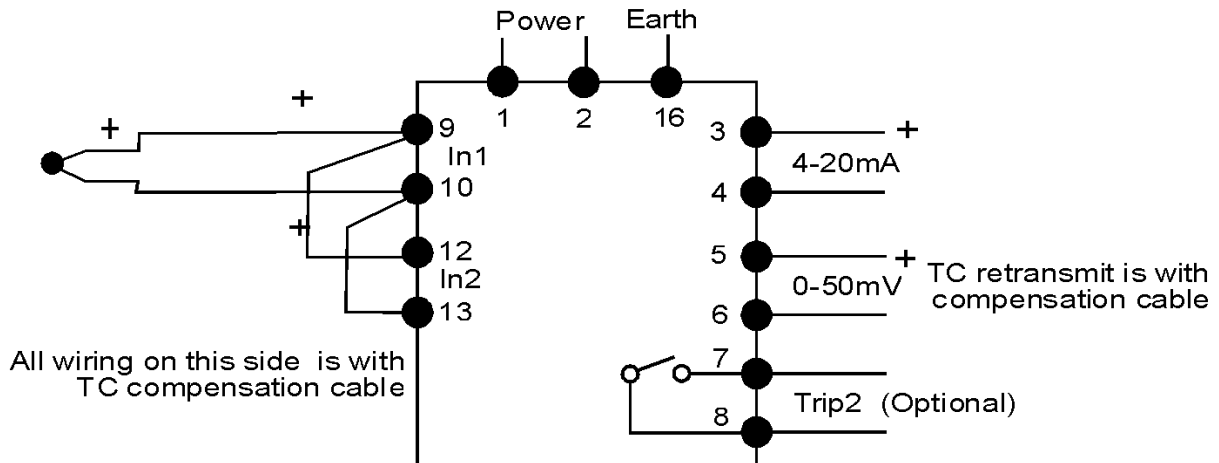 Power
Earth
1
2
16
+
+
9
In1
10
+
12
In2
13
3
+
4-20mA
4
5
+
0-50mV
6
TC retransmit is with
compensation cable
7
Trip2 (Optional)
8
All wiring on this side is with
TC compensation cable